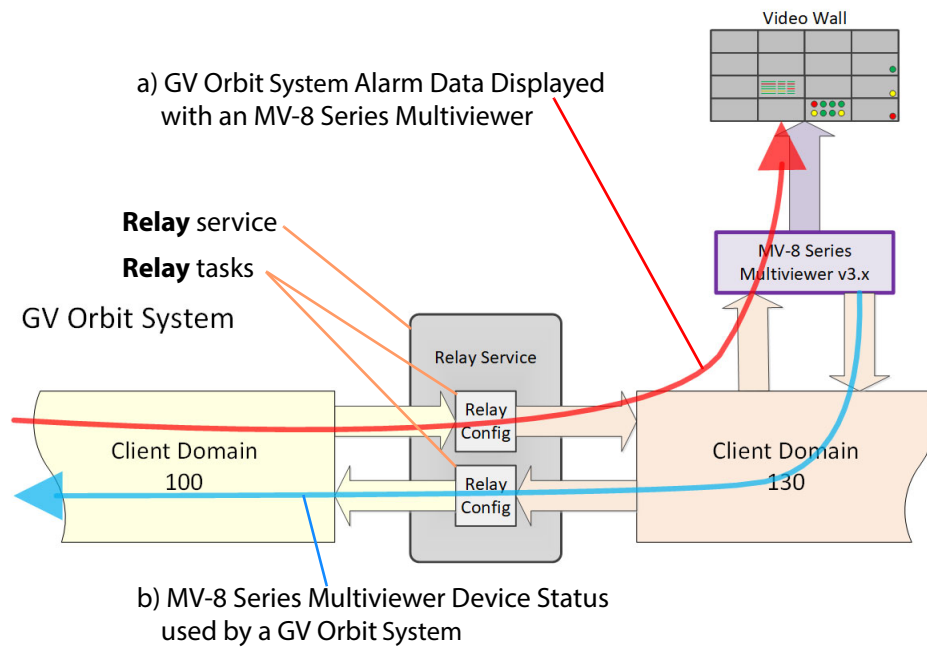 Video Wall
a) GV Orbit System Alarm Data Displayed
with an MV-8 Series Multiviewer
Relay service
Relay tasks
MV-8 Series
Multiviewer v3.x
GV Orbit System
Relay Service
Relay
Config
Client Domain
100
Relay
Config
Client Domain
130
b) MV-8 Series Multiviewer Device Status
used by a GV Orbit System